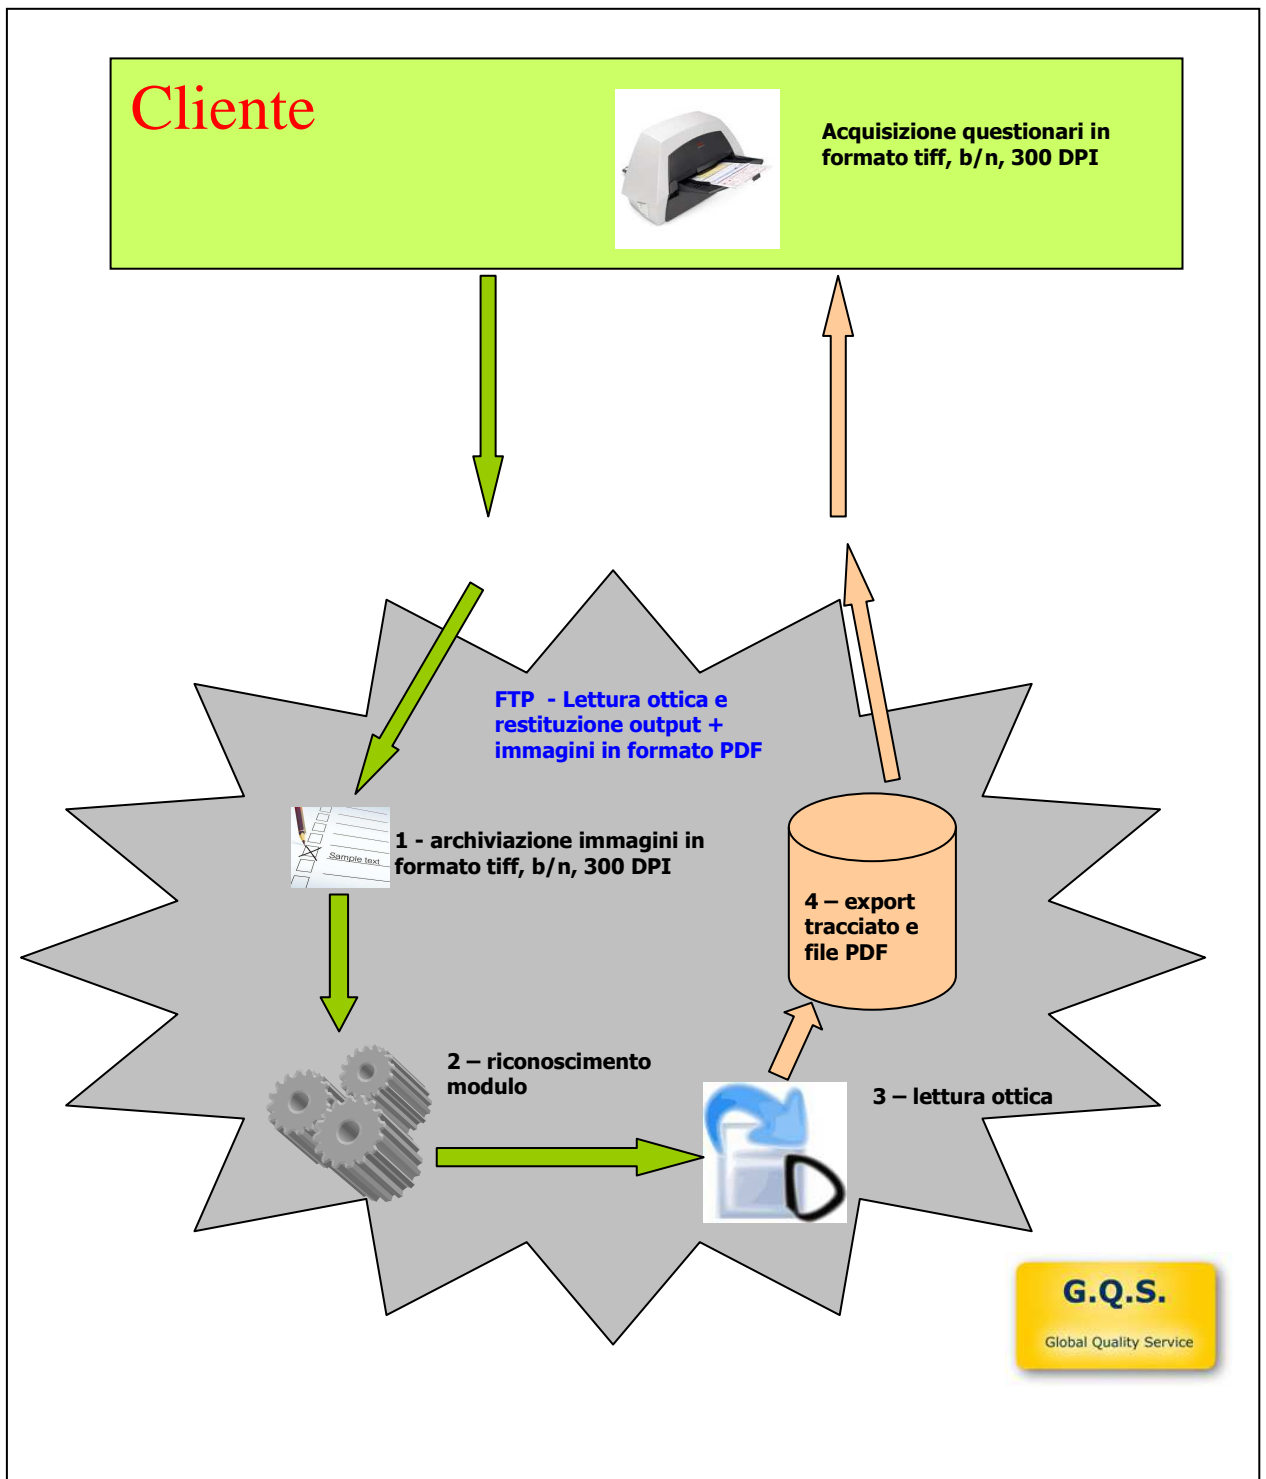 Cliente
Acquisizione questionari in
formato tiff, b/n, 300 DPI
FTP - Lettura ottica e
restituzione output +
immagini in formato PDF
Sample text
1 - archiviazione immagini in
formato tiff, b/n, 300 DPI
4 – export
tracciato e
file PDF
2 – riconoscimento
modulo
3 – lettura ottica
G.Q.S.
Global Quality Service